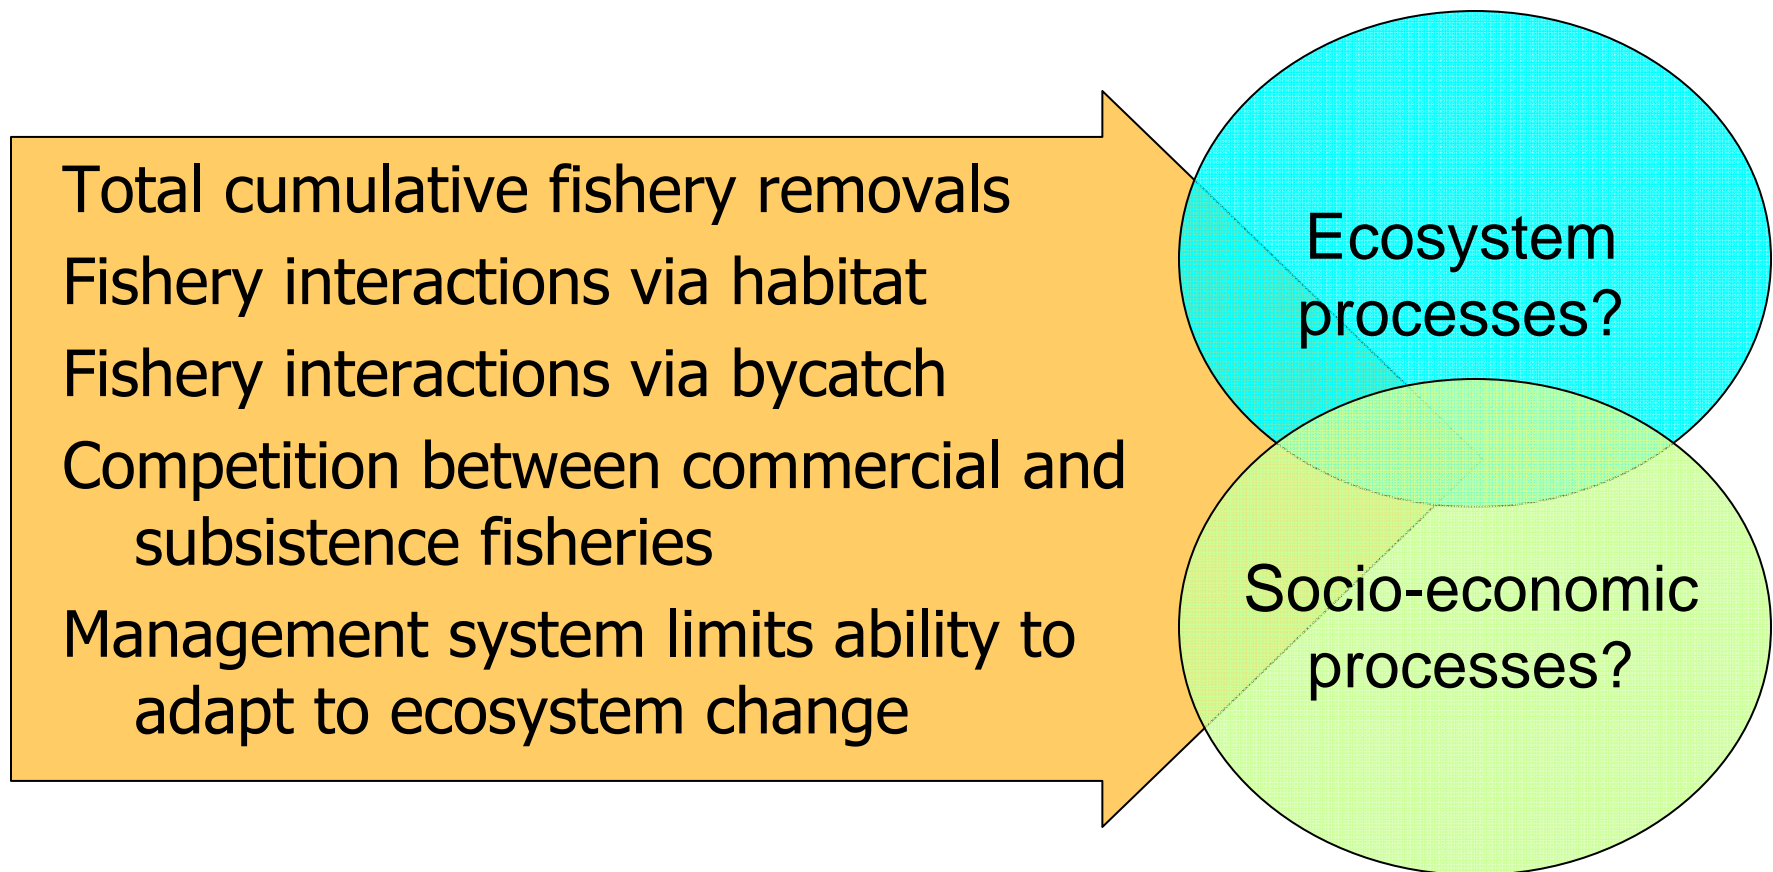 Total cumulative fishery removals
Fishery interactions via habitat
Fishery interactions via bycatch
Competition between commercial and
subsistence fisheries
Management system limits ability to
adapt to ecosystem change
Ecosystem
processes?
Socio-economic
processes?